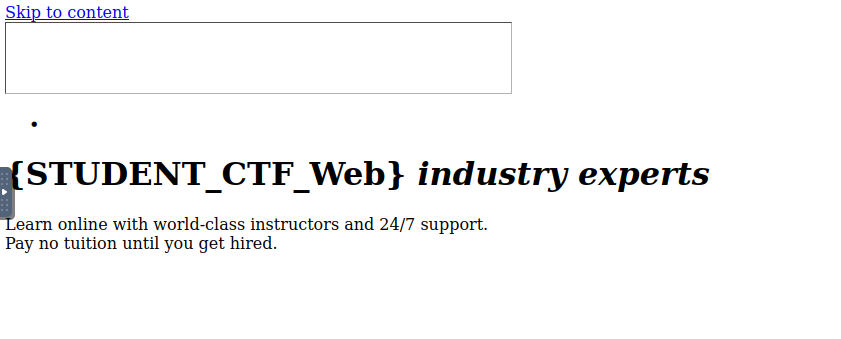 Skip to content
{STUDENT_CTF_Web} industry experts
Learn online with world-class instructors and 24/7 support.
Pay no tuition until you get hired.